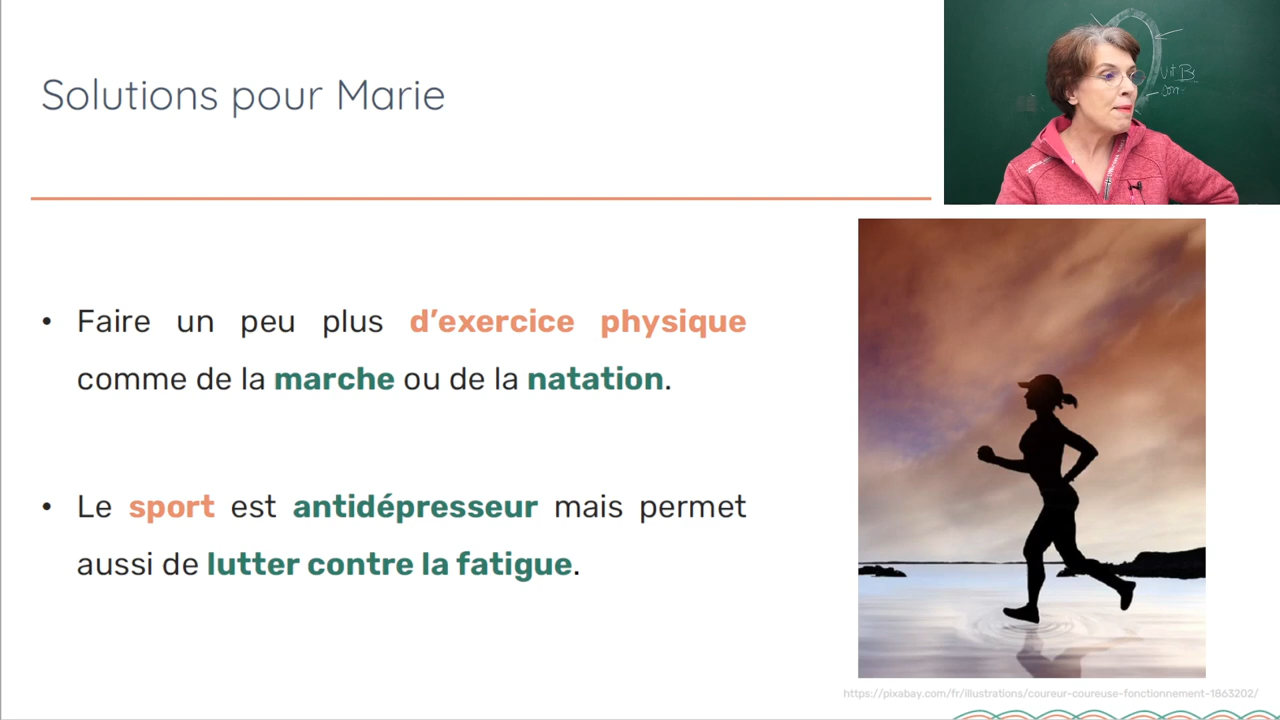 Solutions pour Marie
vit B
• Faire un peu plus d’exercice physique
comme de la marche ou de la natation.
• Le sport est antidépresseur mais permet
aussi de lutter contre la fatigue.
https://pixabay.com/fr/illustrations/coureur-coureuse-fonctionnement-1863202/